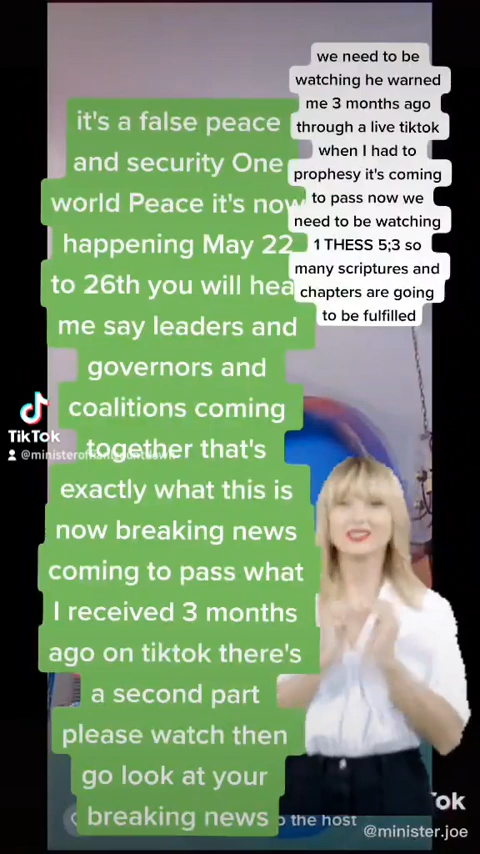 we need to be
watching he warned
me 3 months ago
through a live tiktok
when I had to
prophesy it's coming
to pass now we
need to be watching
1 THESS 5;3 so
many scriptures and
chapters are going
to be fulfilled
it's a false peace
and security One
world Peace it's now
happening May 22
to 26th you will hea
me say leaders and
governors and
coalitions coming
together that's
exactly what this is
now breaking news
coming to pass what
I received 3 months
ago on tiktok there's
a second part
please watch then
go look at your
breaking news
TikTok
the host
@minister.joe